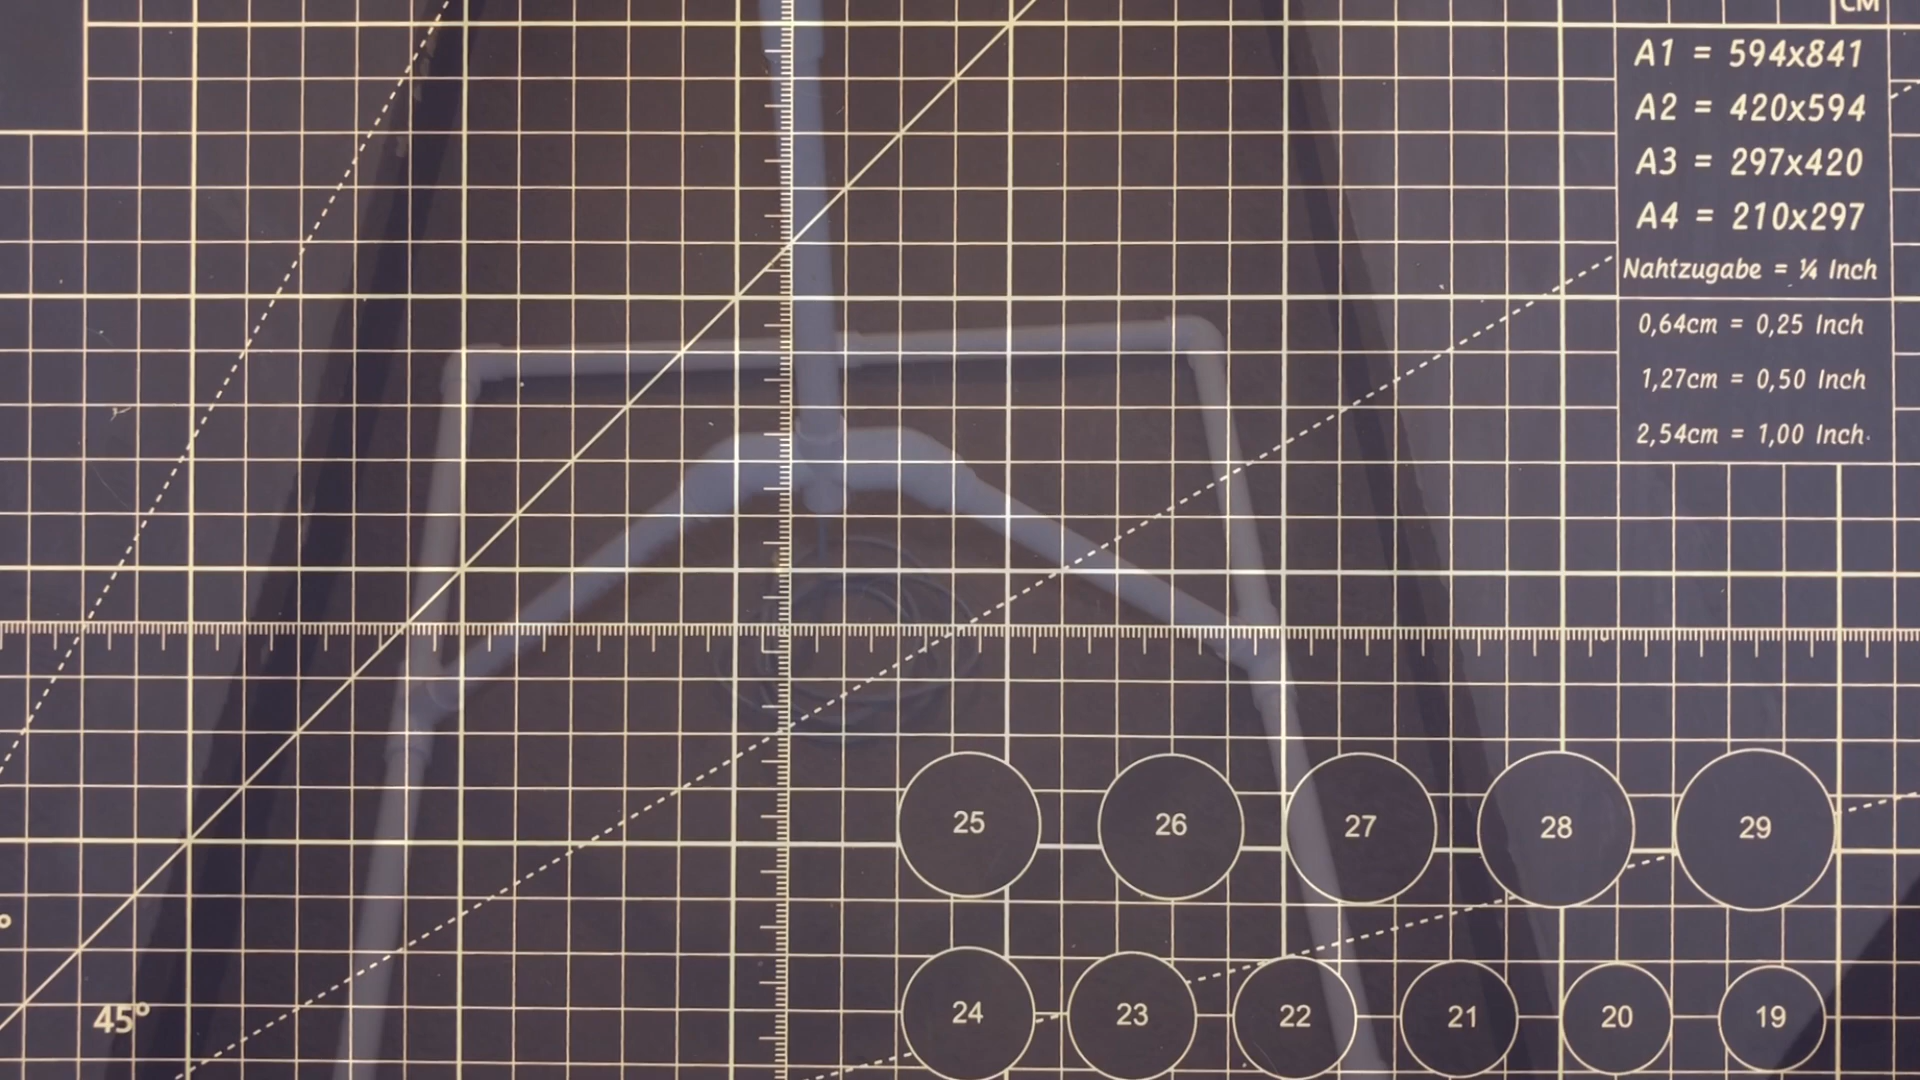 CM
A1 = 594x841
A2 = 420x594
A3 = 297x420
A4 = 210x297
Nahtzugabe = ¼ Inch
0,64cm = 0,25 Inch
1,27cm = 0,50 Inch
2,54cm = 1,00 Inch
25 26 27 28 29
24 23 22 21 20 19
45°